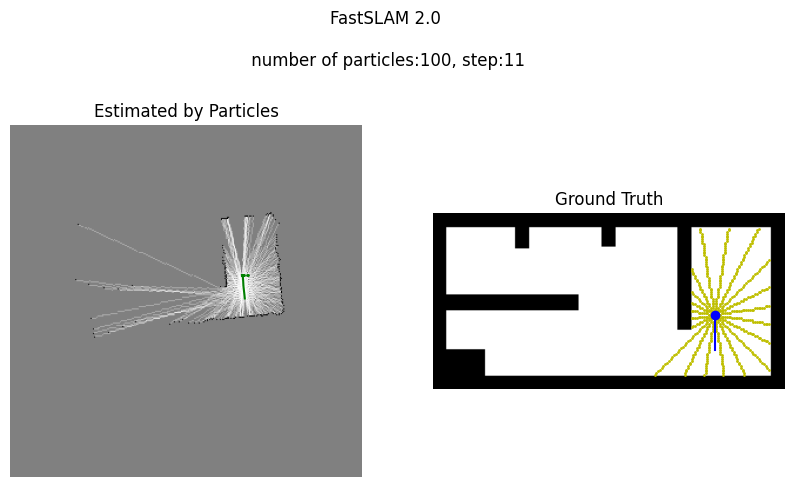 FastSLAM 2.0
number of particles:100, step:11
Estimated by Particles
Ground Truth